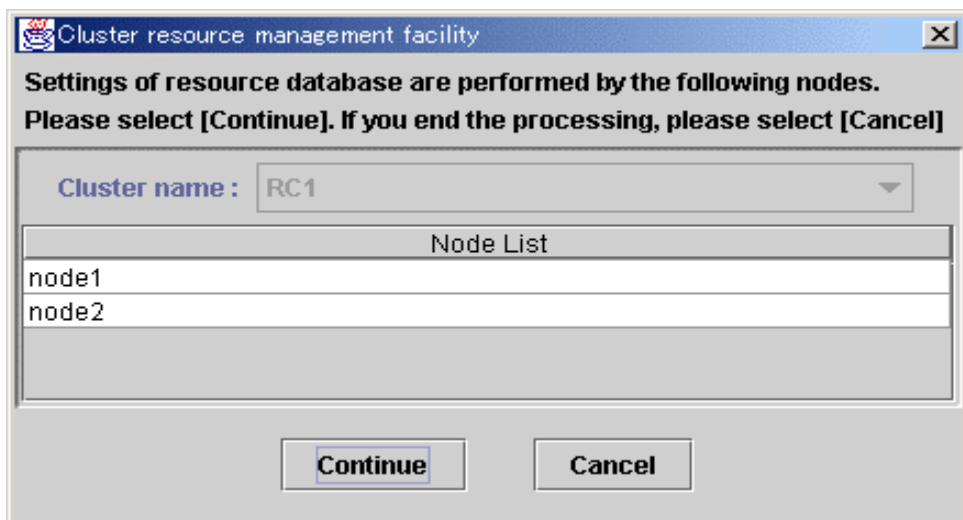 Cluster resource management facility
Settings of resource database are performed by the following nodes.
Please select [Continue]. If you end the processing, please select [Cancel]
Cluster name : RC1
Node List
node1
node2
Continue Cancel